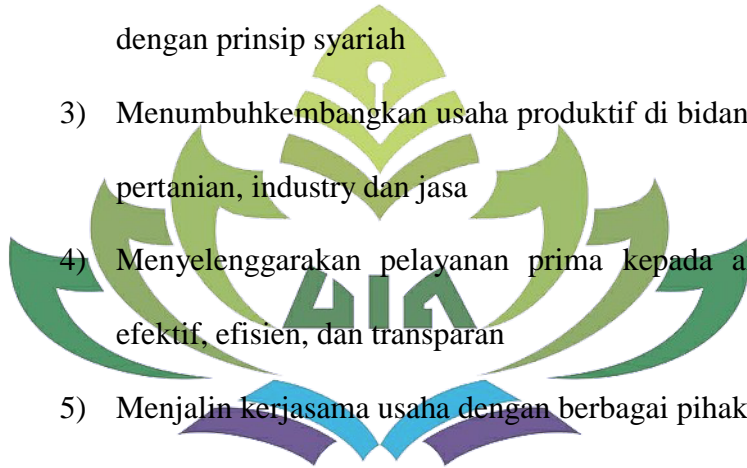 dengan prinsip syariah
3) Menumbuhkembangkan usaha produktif di bidan
pertanian, industry dan jasa
4) Menyelenggarakan pelayanan prima kepada a
efektif, efisien, dan transparan
5) Menjalin kerjasama usaha dengan berbagai pihak